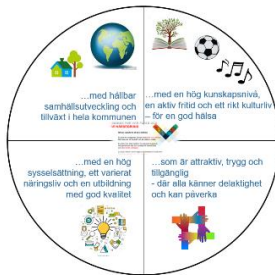 ...med hållbar
samhällsutveckling och
tillväxt i hela kommunen
...med en hög kunskapsnivå,
en aktiv fritid och ett rikt kulturliv
– för en god hälsa
...med en hög
sysselsättning, ett varierat
näringsliv och en utbildning
med god kvalitet
...som är attraktiv, trygg och
tillgänglig
- där alla känner delaktighet
och kan påverka